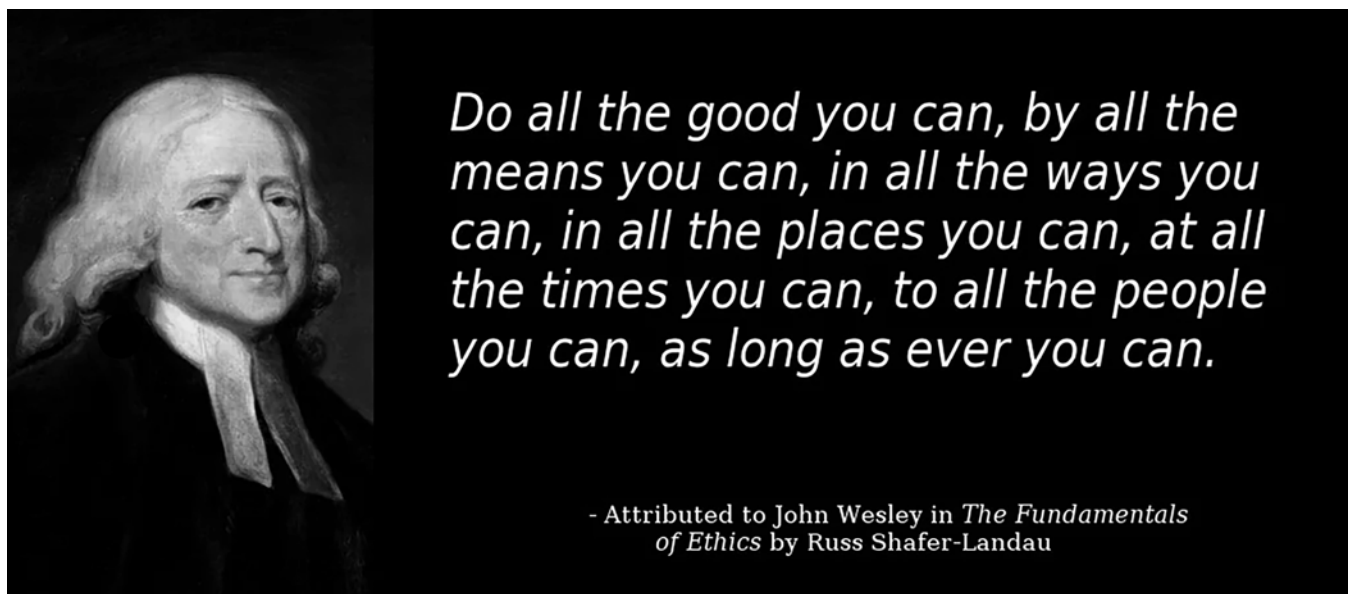 Do all the good you can, by all the
means you can, in all the ways you
can, in all the places you can, at all
the times you can, to all the people
you can, as long as ever you can.
- Attributed to John Wesley in The Fundamentals
of Ethics by Russ Shafer-Landau